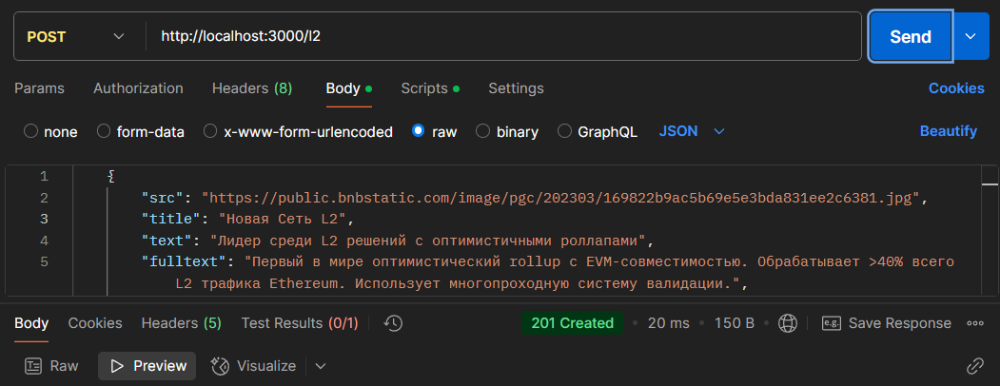 POST http://localhost:3000/l2 Send
Params Authorization Headers (8) Body Scripts Settings Cookies
none form-data x-www-form-urlencoded raw binary GraphQL JSON Beautify
1 {
2 "src": "https://public.bnbstatic.com/image/pgc/202303/169822b9ac5b69e5e3bda831ee2c6381.jpg",
3 "title": "Новая Сеть L2",
4 "text": "Лидер среди L2 решений с оптимистичными роллапами",
5 "fulltext": "Первый в мире оптимистический rollup с EVM-совместимостью. Обрабатывает >40% всего
L2 трафика Ethereum. Использует многопроходную систему валидации.",
Body Cookies Headers (5) Test Results (0/1) 201 Created 20 ms 150 B e.g. Save Response
Raw Preview Visualize